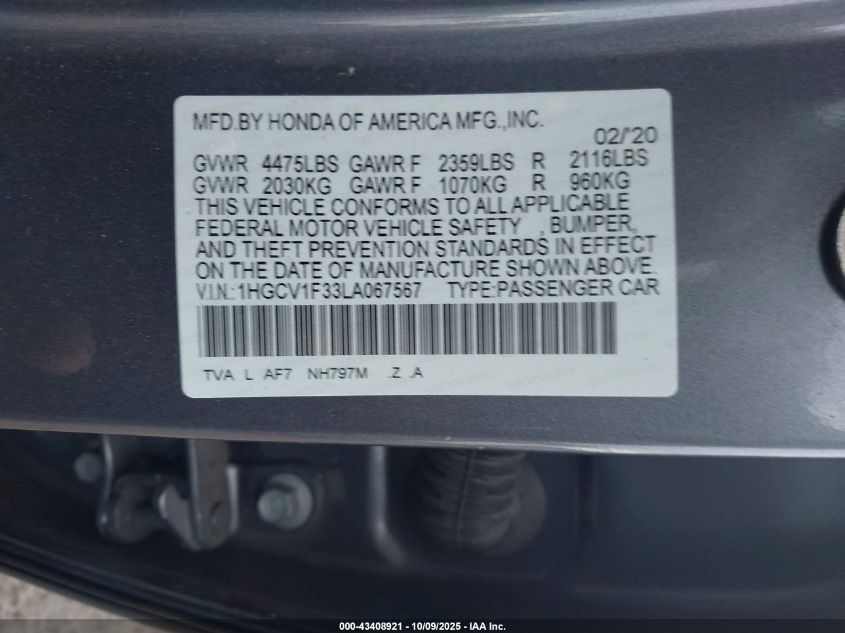 MFD.BY HONDA OF AMERICA MFG.,INC.
02/'20
GVWR 4475LBS GAWR F 2359LBS R 2116LBS
GVWR 2030KG GAWR F 1070KG R 960KG
THIS VEHICLE CONFORMS TO ALL APPLICABLE
FEDERAL MOTOR VEHICLE SAFETY , BUMPER,
AND THEFT PREVENTION STANDARDS IN EFFECT
ON THE DATE OF MANUFACTURE SHOWN ABOVE.
V.I.N.:1HGCV1F33LA067567 TYPE:PASSENGER CAR
TVA L AF7 NH797M .Z .A
000-43408921 - 10/09/2025 - IAA Inc.